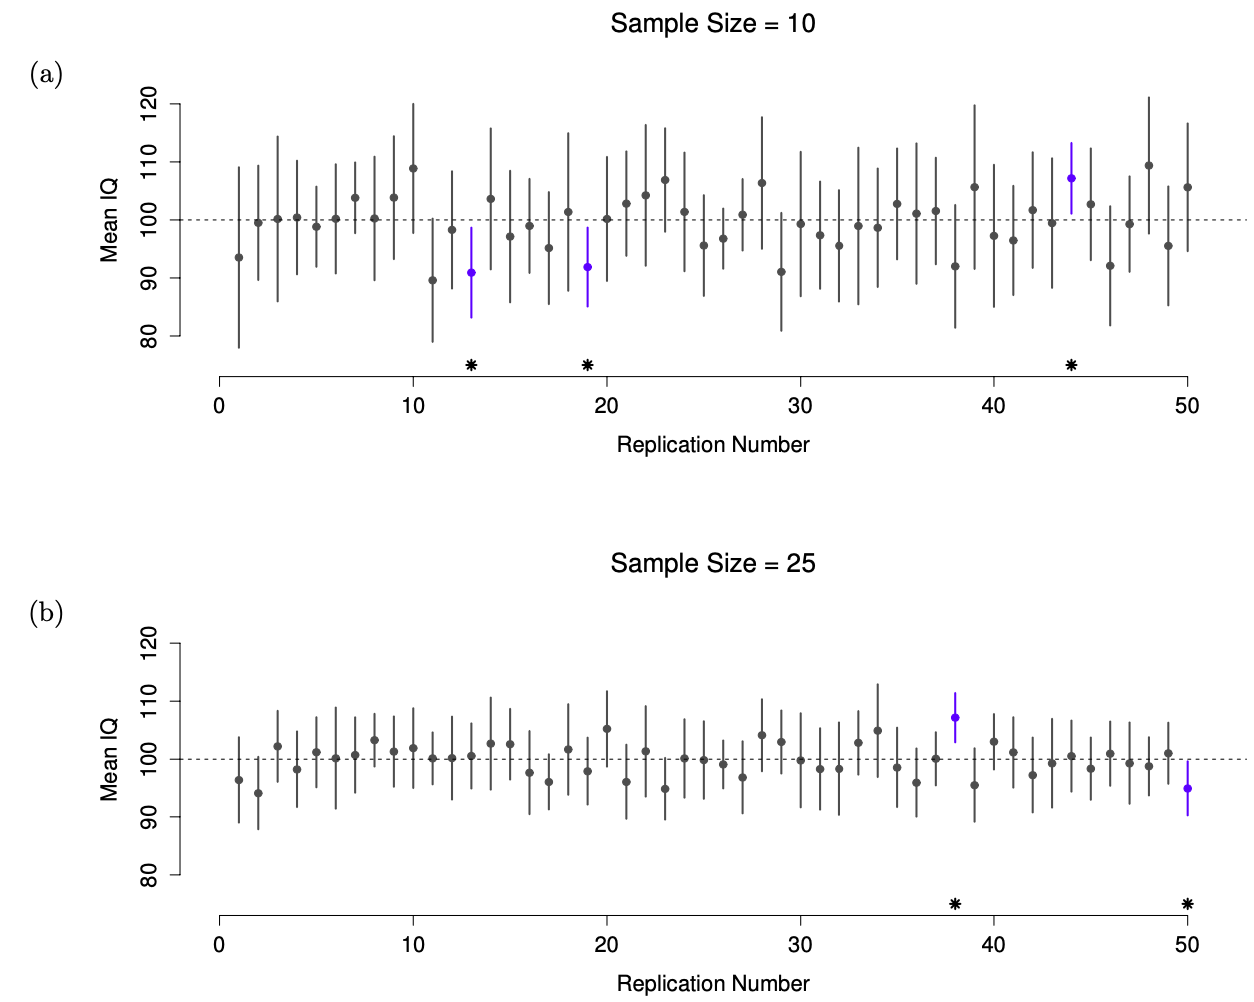 Sample Size = 10
(a)
Mean IQ
120
110
100
90
80
* * *
0 10 20 30 40 50
Replication Number
Sample Size = 25
(b)
Mean IQ
120
110
100
90
80
* *
0 10 20 30 40 50
Replication Number